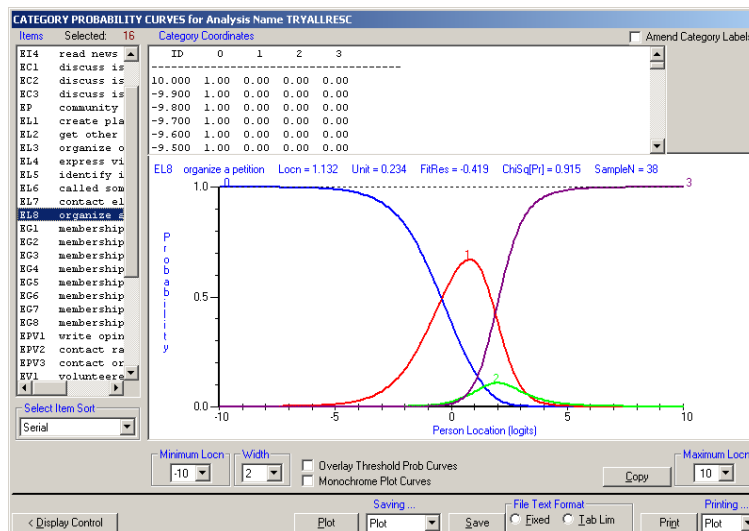 CATEGORY PROBABILITY CURVES for Analysis Name TRYALLRESC
Items Selected: 16
Category Coordinates
Amend Category Labels
EI4 read news
EC1 discuss is
EC2 discuss is
EC3 discuss is
EP community
EL1 create pla
EL2 get other
EL3 organize o
EL4 express vi
EL5 identify i
EL6 called som
EL7 contact el
EL8 organize a
EG1 membership
EG2 membership
EG3 membership
EG4 membership
EG5 membership
EG6 membership
EG7 membership
EG8 membership
EPV1 write opin
EPV2 contact ra
EPV3 contact or
EV1 volunteere
ID 0 1 2 3
----------------------------------------
10.000 1.00 0.00 0.00 0.00
-9.900 1.00 0.00 0.00 0.00
-9.800 1.00 0.00 0.00 0.00
-9.700 1.00 0.00 0.00 0.00
-9.600 1.00 0.00 0.00 0.00
-9.500 1.00 0.00 0.00 0.00
EL8 organize a petition Locn = 1.132 Unit = 0.234 FitRes = -0.419 ChiSq[Pr] = 0.915 SampleN = 38
1.0
0
3
Probability
1
0.5
2
0.0
-10 -5 0 5 10
Person Location (logits)
Select Item Sort
Serial
Minimum Locn
-10
Width
2
Overlay Threshold Prob Curves
Monochrome Plot Curves
Copy
Maximum Locn
10
< Display Control
Plot
Saving ...
Plot
Save
File Text Format
Fixed
Tab Lim
Print
Printing ...
Plot